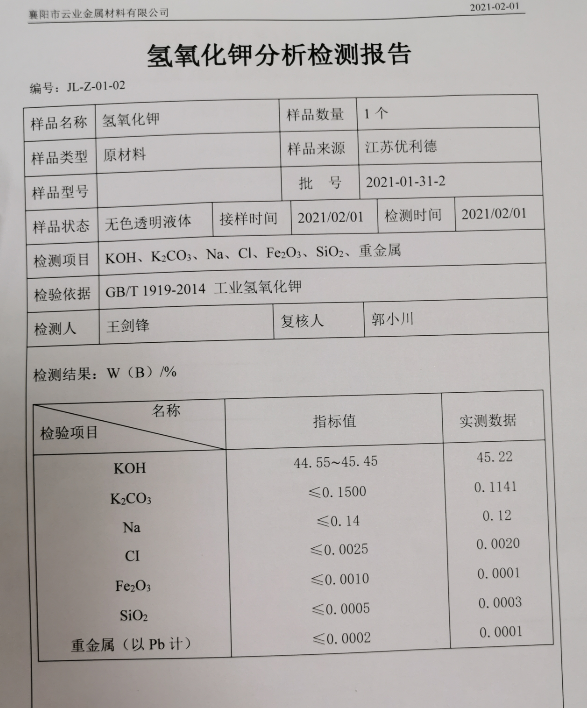 襄阳市云业金属材料有限公司 2021-02-01
氢氧化钾分析检测报告
编号：JL-Z-01-02
样品名称 氢氧化钾 样品数量 1 个
样品类型 原材料 样品来源 江苏优利德
样品型号 批 号 2021-01-31-2
样品状态 无色透明液体 接样时间 2021/02/01 检测时间 2021/02/01
检测项目 KOH、K₂CO₃、Na、Cl、Fe₂O₃、SiO₂、重金属
检验依据 GB/T 1919-2014 工业氢氧化钾
检测人 王剑锋 复核人 郭小川
检测结果：W（B）/%
名称
检验项目 指标值 实测数据
KOH 44.55~45.45 45.22
K₂CO₃ ≤0.1500 0.1141
Na ≤0.14 0.12
CI ≤0.0025 0.0020
Fe₂O₃ ≤0.0010 0.0001
SiO₂ ≤0.0005 0.0003
重金属（以 Pb 计） ≤0.0002 0.0001